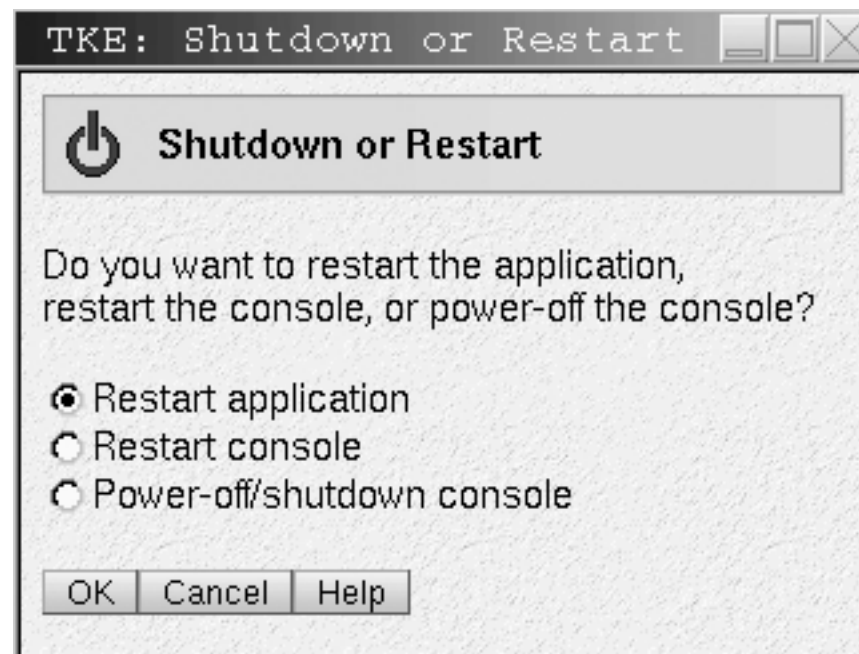 TKE: Shutdown or Restart
Shutdown or Restart
Do you want to restart the application,
restart the console, or power-off the console?
Restart application
Restart console
Power-off/shutdown console
OK Cancel Help